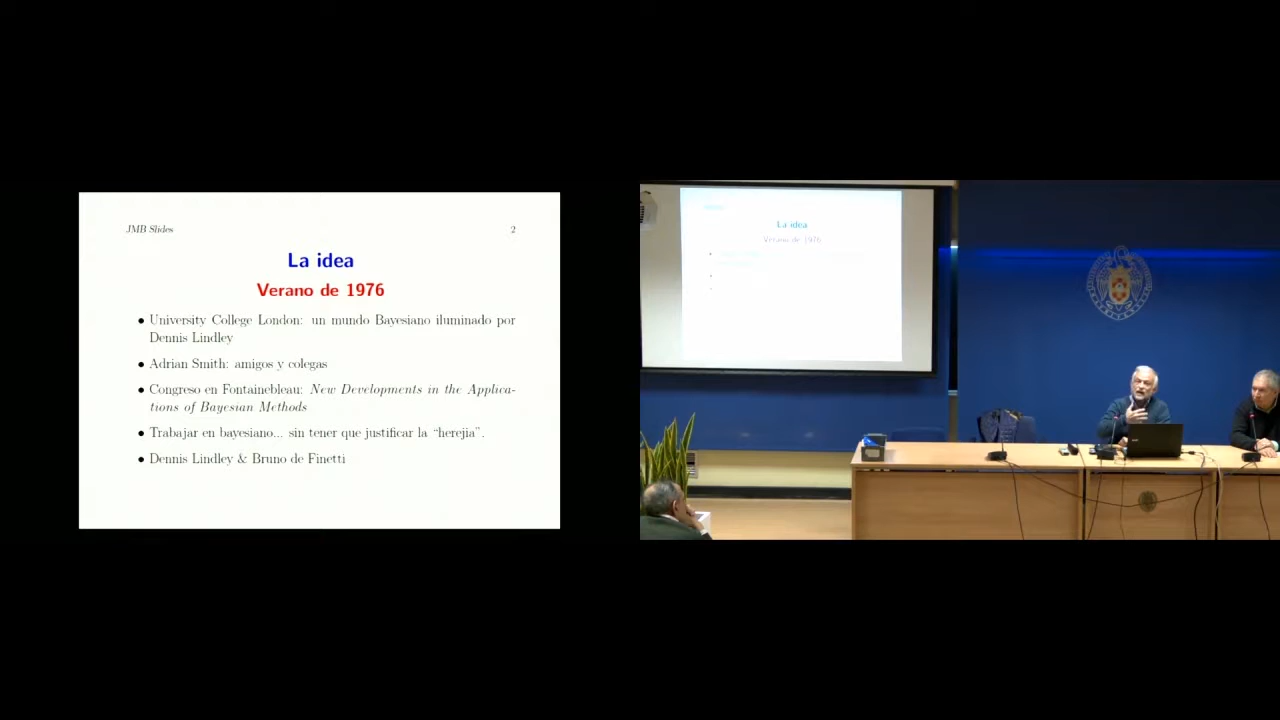 JMB Slides 2
La idea
Verano de 1976
• University College London: un mundo Bayesiano iluminado por
Dennis Lindley
• Adrian Smith: amigos y colegas
• Congreso en Fontainebleau: New Developments in the Applica-
tions of Bayesian Methods
• Trabajar en bayesiano... sin tener que justificar la “herejia”.
• Dennis Lindley & Bruno de Finetti
La idea
Verano de 1976